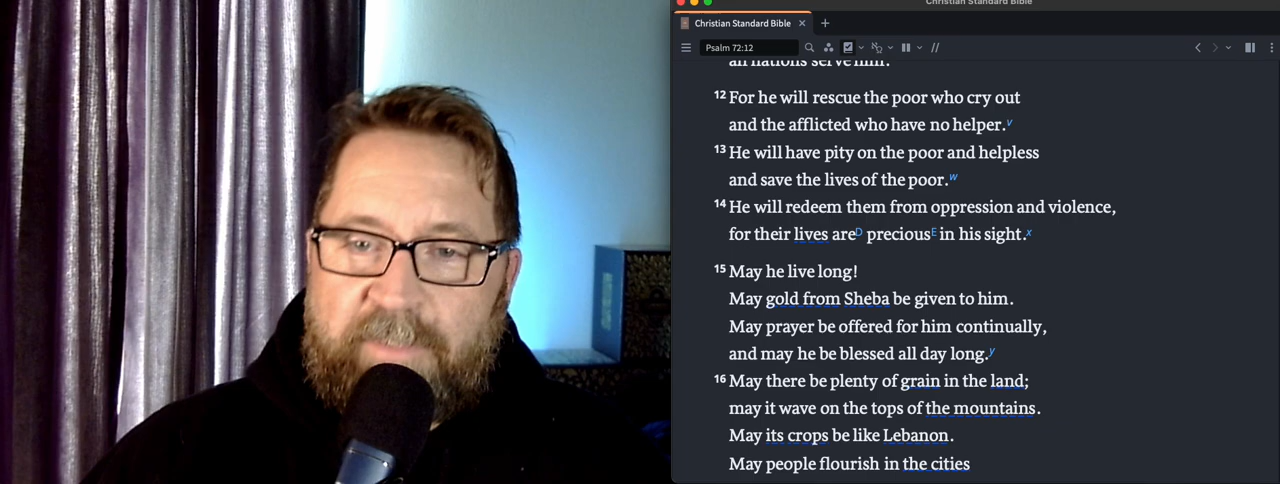 Christian Standard Bible
Christian Standard Bible
Psalm 72:12
all nations serve him.
12 For he will rescue the poor who cry out
and the afflicted who have no helper.v
13 He will have pity on the poor and helpless
and save the lives of the poor.w
14 He will redeem them from oppression and violence,
for their lives areD preciousE in his sight.x
15 May he live long!
May gold from Sheba be given to him.
May prayer be offered for him continually,
and may he be blessed all day long.y
16 May there be plenty of grain in the land;
may it wave on the tops of the mountains.
May its crops be like Lebanon.
May people flourish in the cities